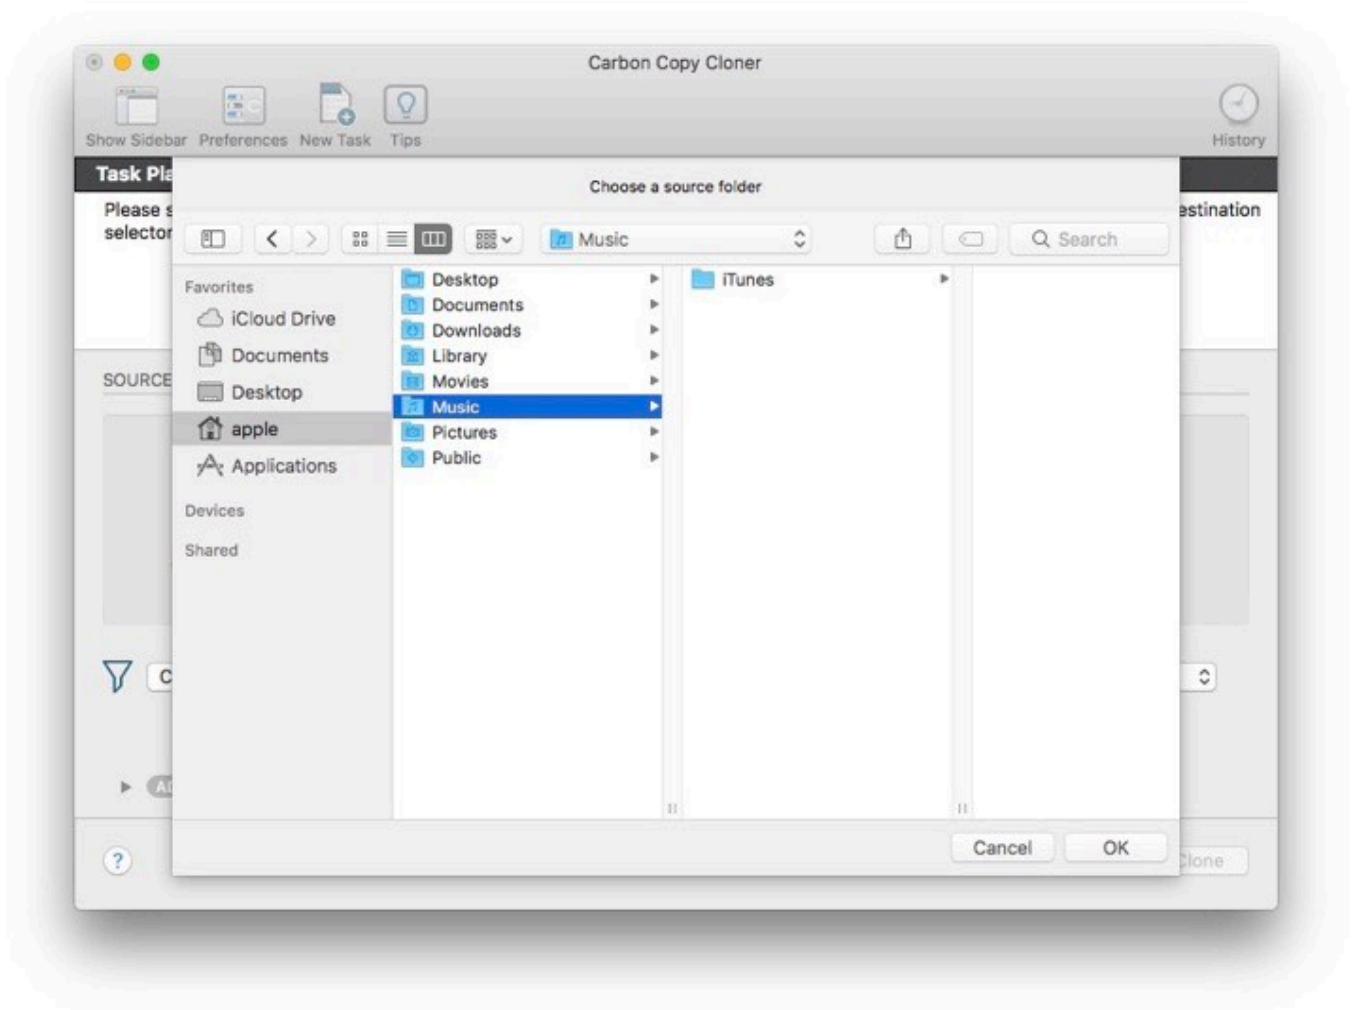 Carbon Copy Cloner
Show Sidebar Preferences New Task Tips History
Task Pla
Choose a source folder
Please s
estination
selector
Music
Search
Favorites
iCloud Drive
Documents
Desktop
apple
Applications
Devices
Shared
Desktop
Documents
Downloads
Library
Movies
Music
Pictures
Public
iTunes
SOURCE
C
?
Cancel OK
Clone